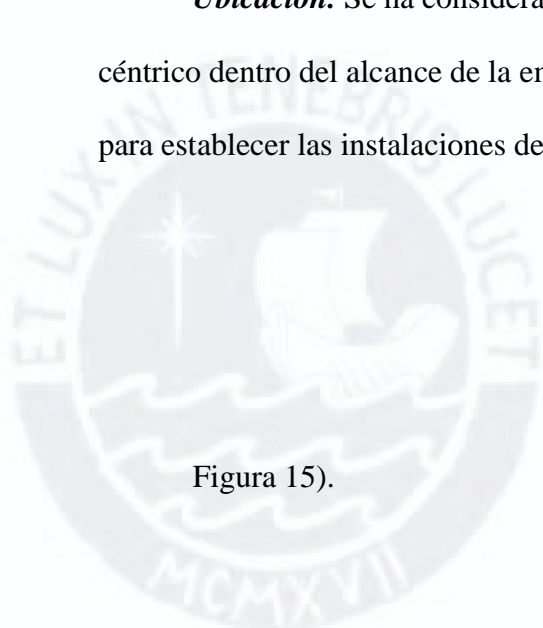 Ubicación. Se ha considera
céntrico dentro del alcance de la en
para establecer las instalaciones de
ET LUX IN TENEBRIS LUCET
Figura 15).
MCMXVII